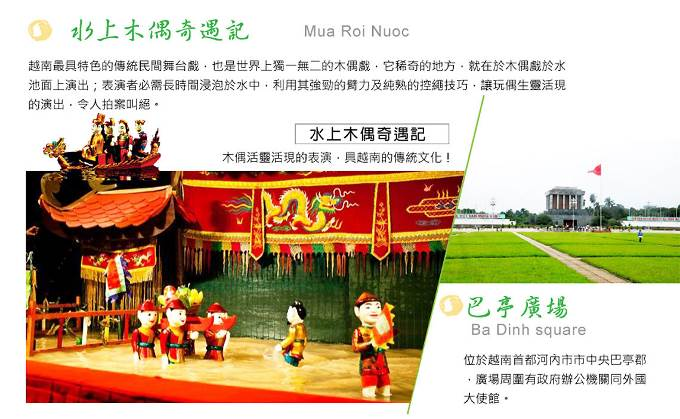 水上木偶奇遇記 Mua Roi Nuoc
越南最具特色的傳統民間舞台戲，也是世界上獨一無二的木偶戲，它稀奇的地方，就在於木偶戲於水
池面上演出；表演者必需長時間浸泡於水中，利用其強勁的臂力及純熟的控繩技巧，讓玩偶生靈活現
的演出，令人拍案叫絕。
水上木偶奇遇記
木偶活靈活現的表演，具越南的傳統文化！
巴亭廣場
Ba Dinh square
位於越南首都河內市市中央巴亭郡
，廣場周圍有政府辦公機關同外國
大使館。